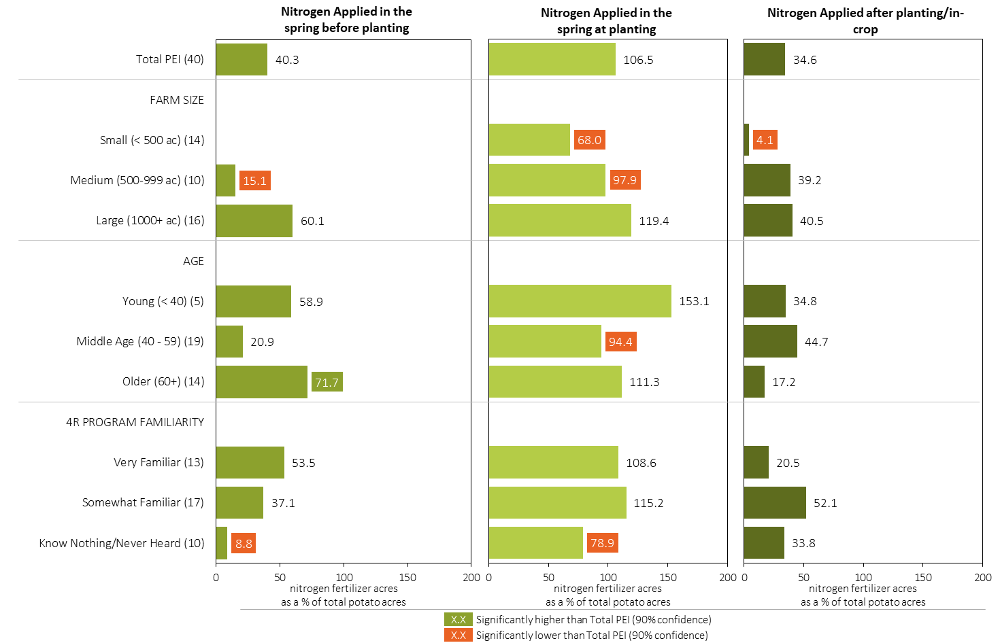 Nitrogen Applied in the
spring before planting
Nitrogen Applied in the
spring at planting
Nitrogen Applied after planting/in-
crop
Total PEI (40) 40.3 106.5 34.6
FARM SIZE
Small (< 500 ac) (14) 68.0 4.1
Medium (500-999 ac) (10) 15.1 97.9 39.2
Large (1000+ ac) (16) 60.1 119.4 40.5
AGE
Young (< 40) (5) 58.9 153.1 34.8
Middle Age (40 - 59) (19) 20.9 94.4 44.7
Older (60+) (14) 71.7 111.3 17.2
4R PROGRAM FAMILIARITY
Very Familiar (13) 53.5 108.6 20.5
Somewhat Familiar (17) 37.1 115.2 52.1
Know Nothing/Never Heard (10) 8.8 78.9 33.8
0 50 100 150 200 0 50 100 150 200 0 50 100 150 200
nitrogen fertilizer acres
as a % of total potato acres
nitrogen fertilizer acres
as a % of total potato acres
nitrogen fertilizer acres
as a % of total potato acres
X.X Significantly higher than Total PEI (90% confidence)
X.X Significantly lower than Total PEI (90% confidence)